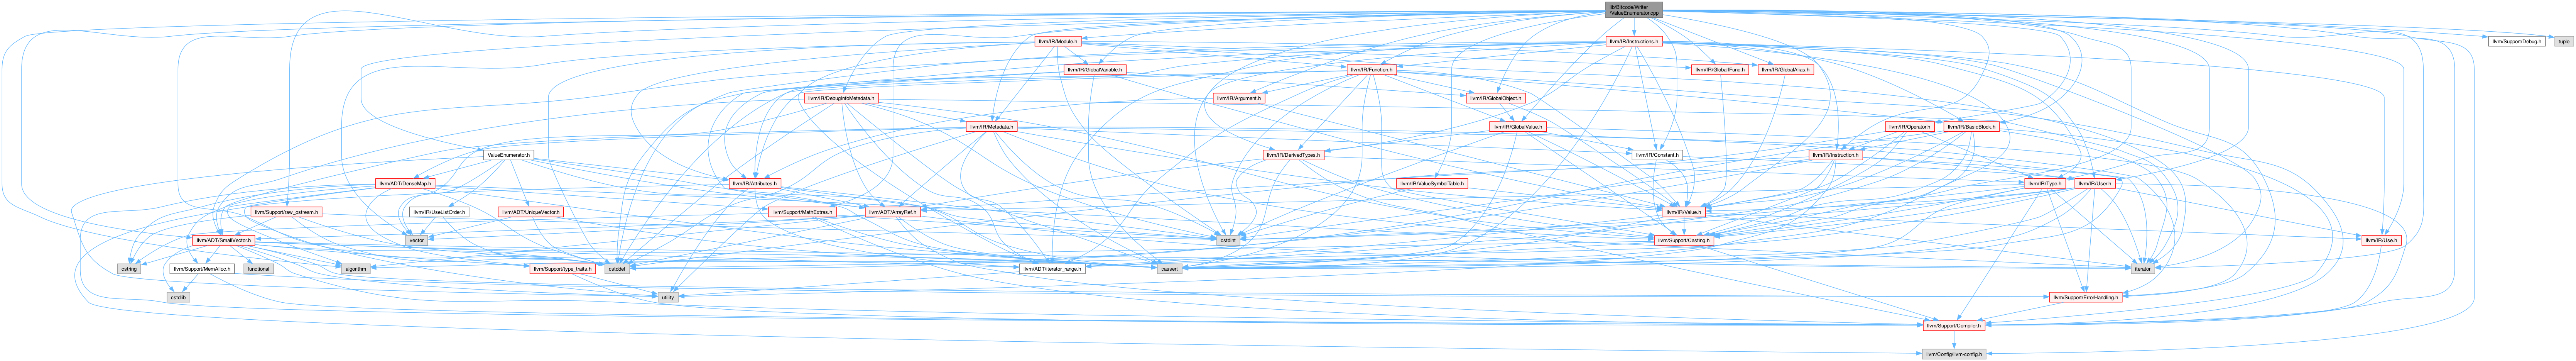 lib/Bitcode/Writer
/ValueEnumerator.cpp
llvm/IR/Module.h
llvm/IR/Instructions.h
llvm/Support/Debug.h
tuple
llvm/IR/GlobalVariable.h
llvm/IR/Function.h
llvm/IR/GlobalIFunc.h
llvm/IR/GlobalAlias.h
llvm/IR/DebugInfoMetadata.h
llvm/IR/Argument.h
llvm/IR/GlobalObject.h
llvm/IR/Metadata.h
llvm/IR/GlobalValue.h
llvm/IR/Operator.h
llvm/IR/BasicBlock.h
ValueEnumerator.h
llvm/IR/DerivedTypes.h
llvm/IR/Constant.h
llvm/IR/Instruction.h
llvm/ADT/DenseMap.h
llvm/IR/Attributes.h
llvm/IR/ValueSymbolTable.h
llvm/IR/Type.h
llvm/IR/User.h
llvm/Support/raw_ostream.h
llvm/IR/UseListOrder.h
llvm/ADT/UniqueVector.h
llvm/Support/MathExtras.h
llvm/ADT/ArrayRef.h
llvm/IR/Value.h
llvm/ADT/SmallVector.h
vector
cstdint
llvm/Support/Casting.h
llvm/IR/Use.h
cstring
llvm/Support/MemAlloc.h
functional
algorithm
llvm/Support/type_traits.h
cstddef
llvm/ADT/iterator_range.h
cassert
iterator
cstdlib
utility
llvm/Support/ErrorHandling.h
llvm/Support/Compiler.h
llvm/Config/llvm-config.h